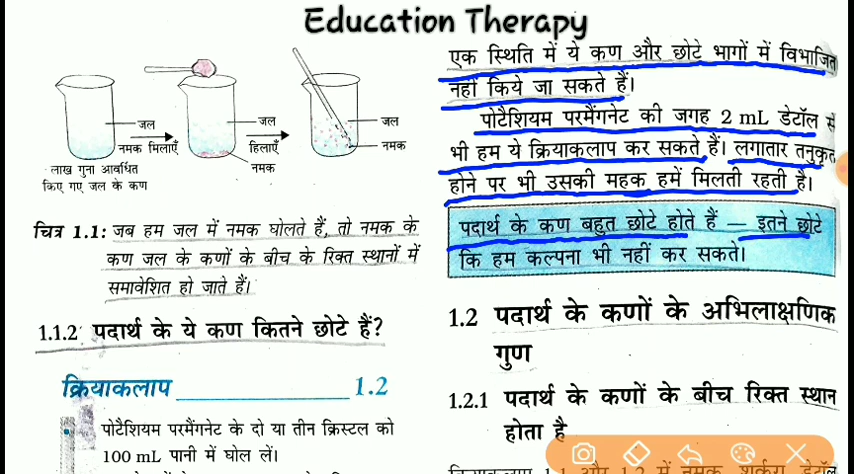 Education Therapy
जल
नमक मिलाएँ
लाख गुना आवर्धित
किए गए जल के कण
जल
हिलाएँ
नमक
जल
नमक
चित्र 1.1: जब हम जल में नमक घोलते हैं, तो नमक के
कण जल के कणों के बीच के रिक्त स्थानों में
समावेशित हो जाते हैं।
1.1.2 पदार्थ के ये कण कितने छोटे हैं?
क्रियाकलाप 1.2
पोटैशियम परमैंगनेट के दो या तीन क्रिस्टल को
100 mL पानी में घोल लें।
एक स्थिति में ये कण और छोटे भागों में विभाजित
नहीं किये जा सकते हैं।
पोटैशियम परमैंगनेट की जगह 2 mL डेटॉल से
भी हम ये क्रियाकलाप कर सकते हैं। लगातार तनुकृत
होने पर भी उसकी महक हमें मिलती रहती है।
पदार्थ के कण बहुत छोटे होते हैं — इतने छोटे
कि हम कल्पना भी नहीं कर सकते।
1.2 पदार्थ के कणों के अभिलाक्षणिक
गुण
1.2.1 पदार्थ के कणों के बीच रिक्त स्थान
होता है